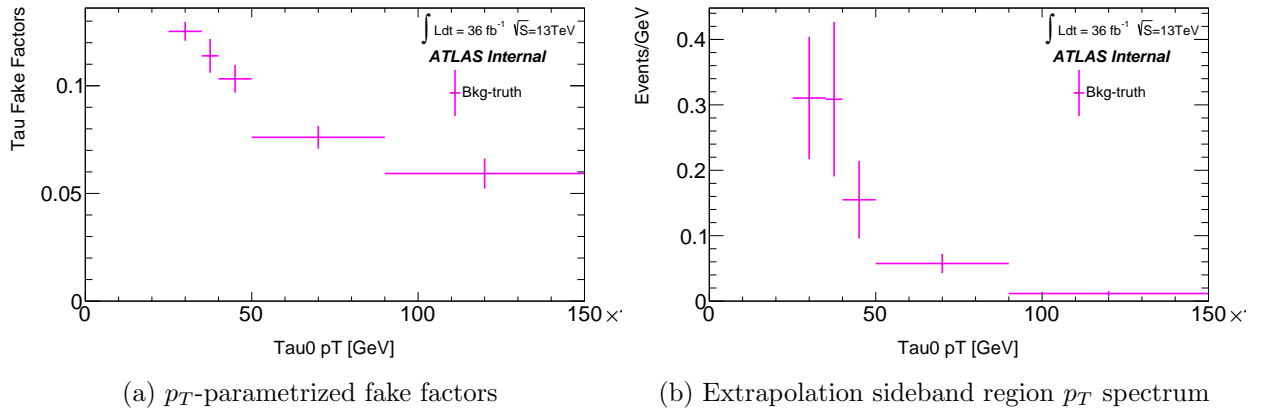 Tau Fake Factors
0.1
0.05
0
0 50 100 150
Tau0 pT [GeV]
∫ Ldt = 36 fb⁻¹ √S=13TeV
ATLAS Internal
Bkg-truth
(a) p_T-parametrized fake factors
Events/GeV
0.4
0.3
0.2
0.1
0
0 50 100 150
Tau0 pT [GeV]
∫ Ldt = 36 fb⁻¹ √S=13TeV
ATLAS Internal
Bkg-truth
(b) Extrapolation sideband region p_T spectrum